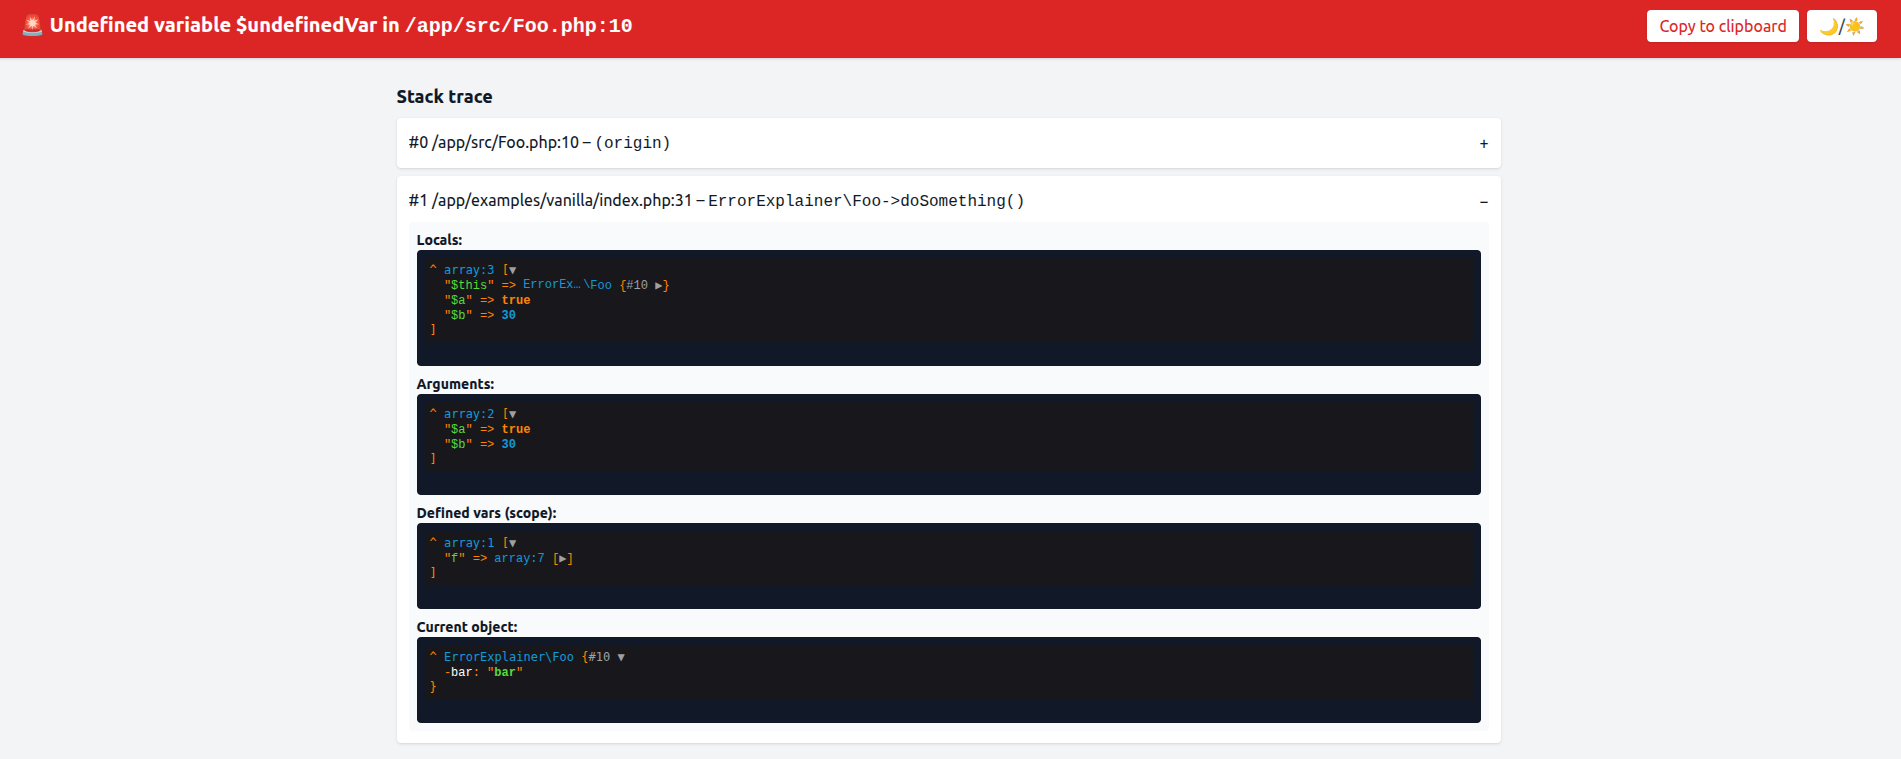 🚨 Undefined variable $undefinedVar in /app/src/Foo.php:10
Copy to clipboard
🌙/☀️
Stack trace
#0 /app/src/Foo.php:10 – (origin)
+
#1 /app/examples/vanilla/index.php:31 – ErrorExplainer\Foo->doSomething()
−
Locals:
^ array:3 [▼
"$this" => ErrorEx…\Foo {#10 ▶}
"$a" => true
"$b" => 30
]
Arguments:
^ array:2 [▼
"$a" => true
"$b" => 30
]
Defined vars (scope):
^ array:1 [▼
"f" => array:7 [▶]
]
Current object:
^ ErrorExplainer\Foo {#10 ▼
-bar: "bar"
}